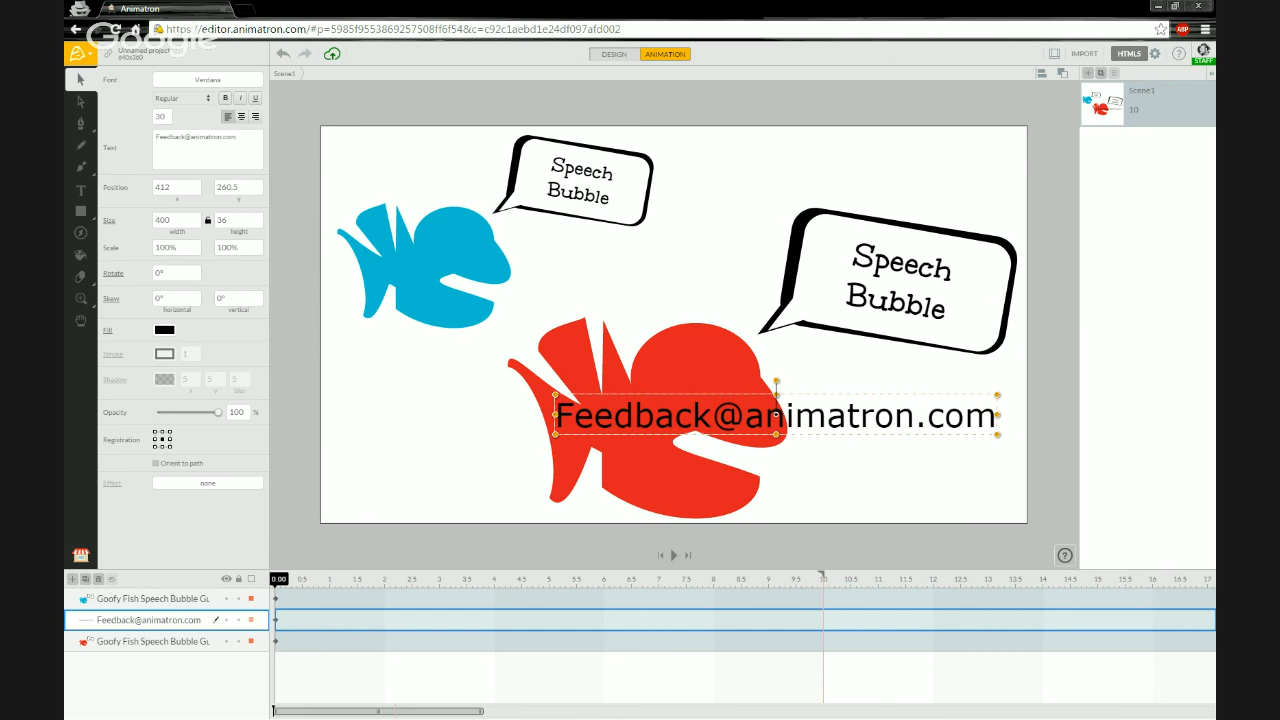 Animatron
https://editor.animatron.com/#p=5985f9553869257508ff6f54&c=c92c1aebd1e24df097afd002
ABP
Google
Unnamed project
640x360
DESIGN
ANIMATION
IMPORT
HTML5
?
STAFF
Scene1
Font
Verdana
Regular
B
I
U
30
Text
Feedback@animatron.com
Position
412
260.5
x
y
Size
400
36
width
height
Scale
100%
100%
Rotate
0°
Skew
0°
0°
horizontal
vertical
Fill
Stroke
1
Shadow
5
5
5
x
y
blur
Opacity
100
%
Registration
Orient to path
Effect
none
T
Speech
Bubble
Speech
Bubble
Feedback@animatron.com
Scene1
10
»
?
0.00
0.5
1
1.5
2
2.5
3
3.5
4
4.5
5
5.5
6
6.5
7
7.5
8
8.5
9
9.5
10
10.5
11
11.5
12
12.5
13
13.5
14
14.5
15
15.5
16
16.5
17
Goofy Fish Speech Bubble Gu
Feedback@animatron.com
Goofy Fish Speech Bubble Gu